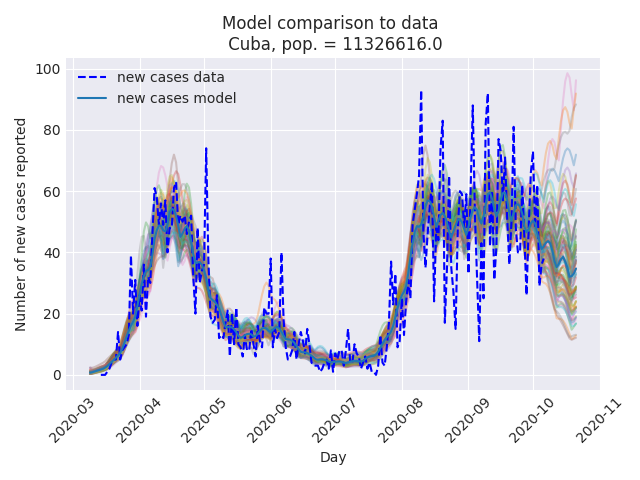 Model comparison to data
Cuba, pop. = 11326616.0
new cases data
new cases model
Number of new cases reported
100
80
60
40
20
0
2020-03
2020-04
2020-05
2020-06
2020-07
2020-08
2020-09
2020-10
2020-11
Day